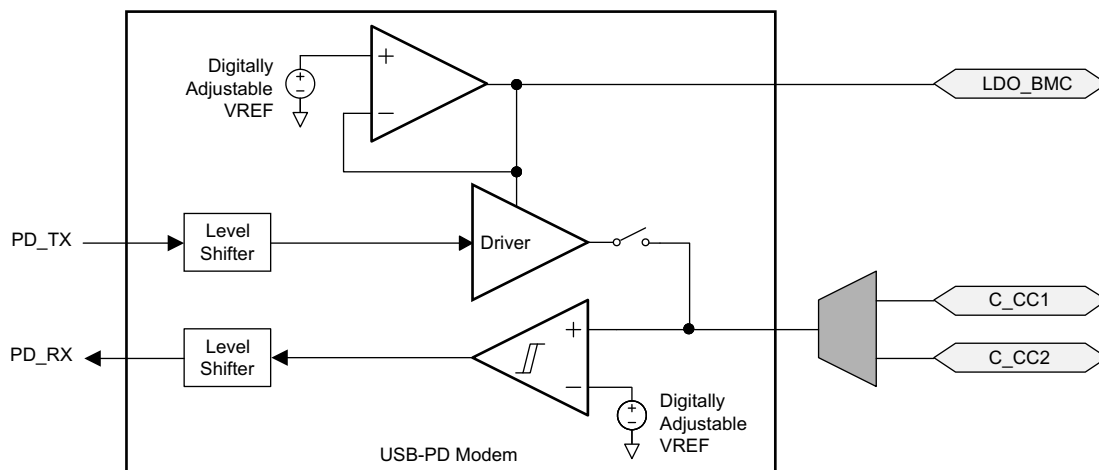 Digitally
Adjustable
VREF
+
−
+
−
LDO_BMC
PD_TX
Level
Shifter
Driver
C_CC1
PD_RX
Level
Shifter
+
−
C_CC2
+
−
Digitally
Adjustable
VREF
USB-PD Modem